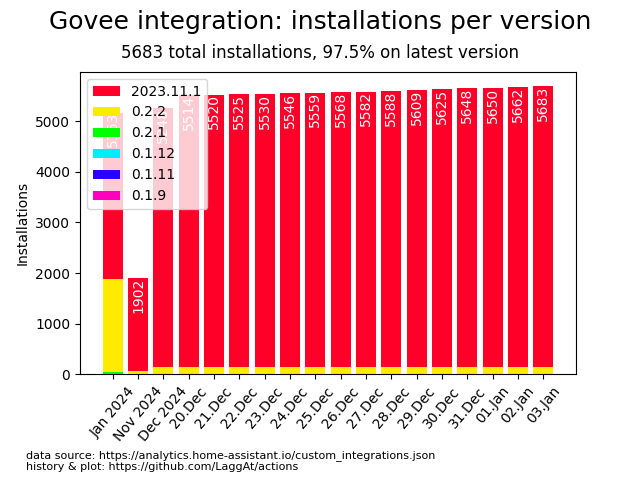 Govee integration: installations per version
5683 total installations, 97.5% on latest version
Installations
5000
4000
3000
2000
1000
0
2023.11.1
0.2.2
0.2.1
0.1.12
0.1.11
0.1.9
1902
5514
5520
5525
5530
5546
5559
5568
5582
5588
5609
5625
5648
5650
5662
5683
Jan 2024
Nov 2024
Dec 2024
20.Dec
21.Dec
22.Dec
23.Dec
24.Dec
25.Dec
26.Dec
27.Dec
28.Dec
29.Dec
30.Dec
31.Dec
01.Jan
02.Jan
03.Jan
data source: https://analytics.home-assistant.io/custom_integrations.json
history & plot: https://github.com/LaggAt/actions